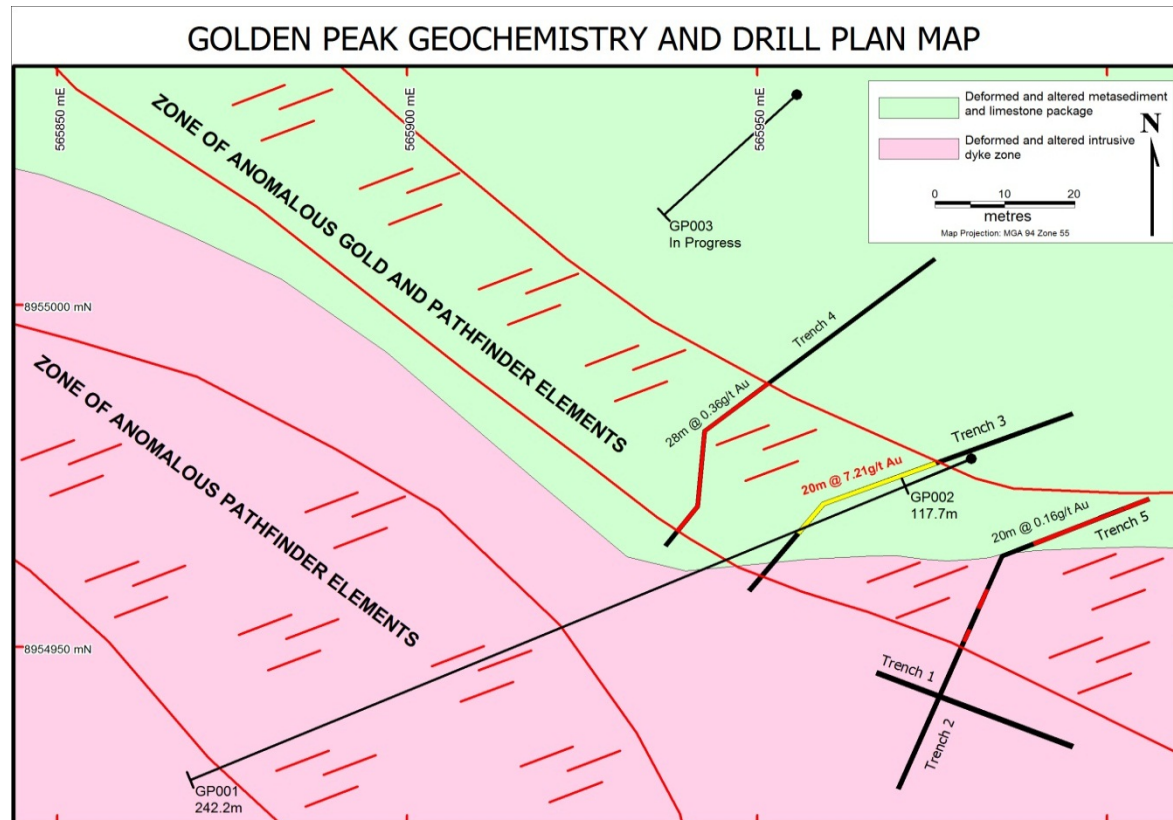 GOLDEN PEAK GEOCHEMISTRY AND DRILL PLAN MAP
565850 mE
565900 mE
565950 mE
Deformed and altered metasediment
and limestone package
Deformed and altered intrusive
dyke zone
N
0 10 20
metres
Map Projection: MGA 94 Zone 55
ZONE OF ANOMALOUS GOLD AND PATHFINDER ELEMENTS
GP003
In Progress
8955000 mN
Trench 4
28m @ 0.36g/t Au
ZONE OF ANOMALOUS PATHFINDER ELEMENTS
Trench 3
20m @ 7.21g/t Au
GP002
117.7m
20m @ 0.16g/t Au
Trench 5
8954950 mN
Trench 1
Trench 2
GP001
242.2m